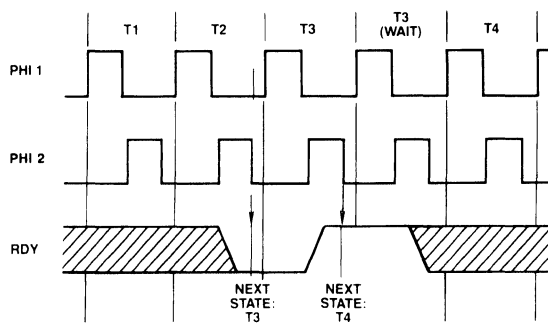 T1
T2
T3
T3
(WAIT)
T4
PHI 1
PHI 2
RDY
NEXT
STATE:
T3
NEXT
STATE:
T4